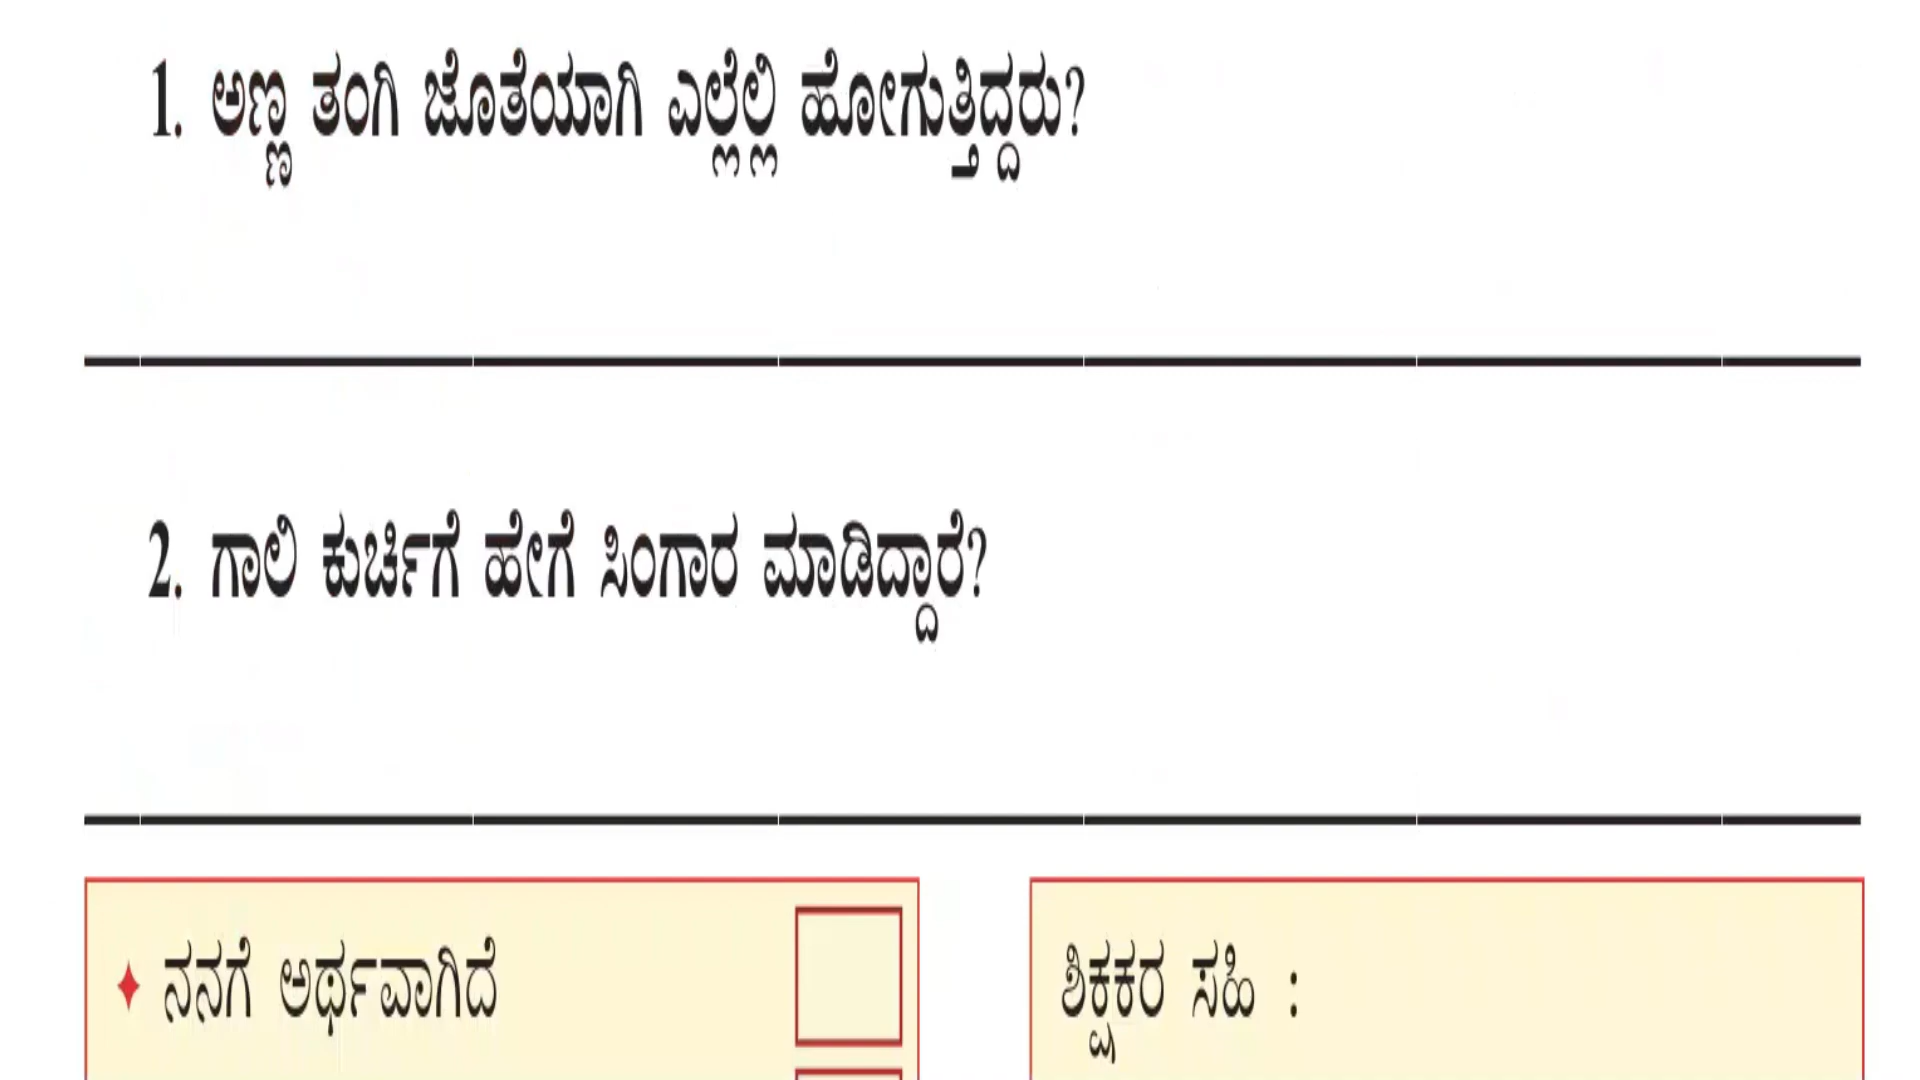 1. ಅಣ್ಣ ತಂಗಿ ಜೊತೆಯಾಗಿ ಎಲ್ಲೆಲ್ಲಿ ಹೋಗುತ್ತಿದ್ದರು?
2. ಗಾಲಿ ಕುರ್ಚಿಗೆ ಹೇಗೆ ಸಿಂಗಾರ ಮಾಡಿದ್ದಾರೆ?
ನನಗೆ ಅರ್ಥವಾಗಿದೆ
ಶಿಕ್ಷಕರ ಸಹಿ :